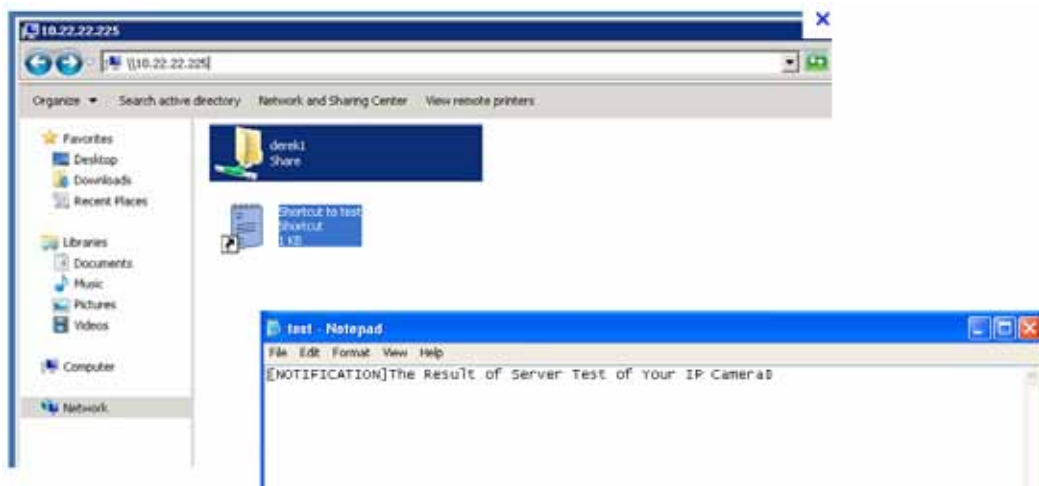 10.22.22.225
\\10.22.22.225
Organize Search active directory Network and Sharing Center View remote printers
Favorites
Desktop
Downloads
Recent Places
Libraries
Documents
Music
Pictures
Videos
Computer
Network
derek1
Share
Shortcut to test
Shortcut
1 KB
test - Notepad
File Edit Format View Help
[NOTIFICATION]The Result of Server Test of Your IP Camera